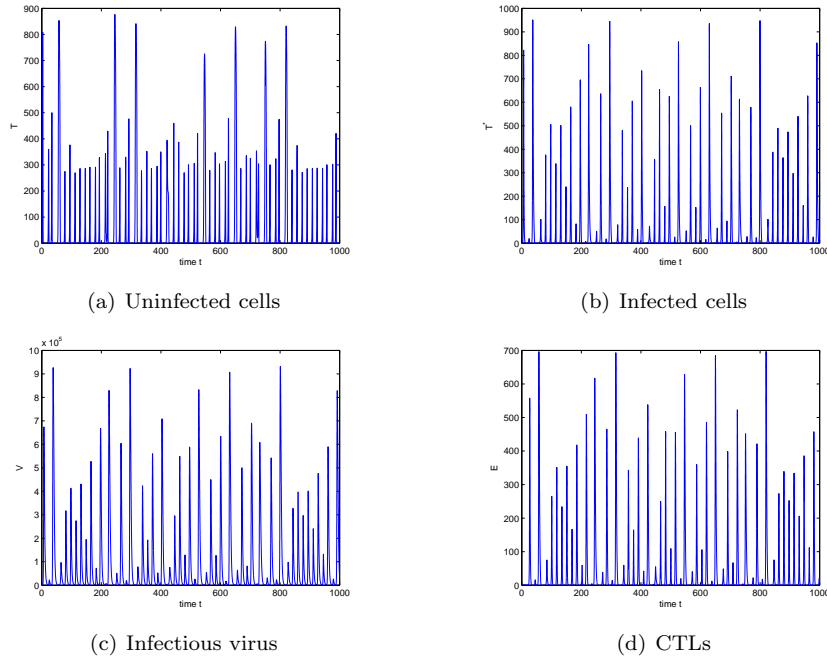 900
800
700
600
500
400
300
200
100
0
T
0 200 400 600 800 1000
time t
(a) Uninfected cells
1000
900
800
700
600
500
400
300
200
100
0
T*
0 200 400 600 800 1000
time t
(b) Infected cells
x 10^5
10
9
8
7
6
5
4
3
2
1
0
V
0 200 400 600 800 1000
time t
(c) Infectious virus
700
600
500
400
300
200
100
0
E
0 200 400 600 800 1000
time t
(d) CTLs